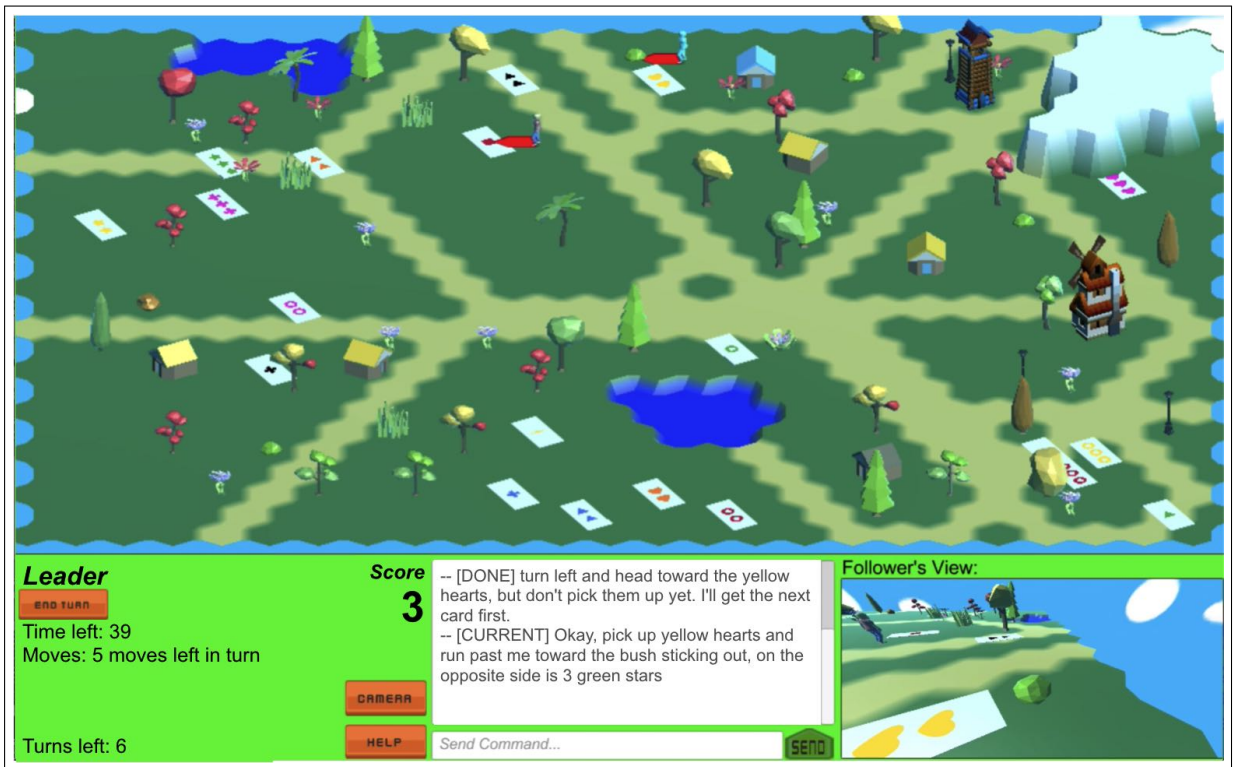 Leader
END TURN
Time left: 39
Moves: 5 moves left in turn
Turns left: 6
Score
3
CAMERA
HELP
-- [DONE] turn left and head toward the yellow
hearts, but don't pick them up yet. I'll get the next
card first.
-- [CURRENT] Okay, pick up yellow hearts and
run past me toward the bush sticking out, on the
opposite side is 3 green stars
Send Command...
SEND
Follower's View: